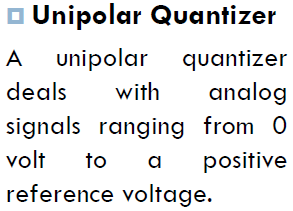 Unipolar Quantizer
A unipolar quantizer
deals with analog
signals ranging from 0
volt to a positive
reference voltage.